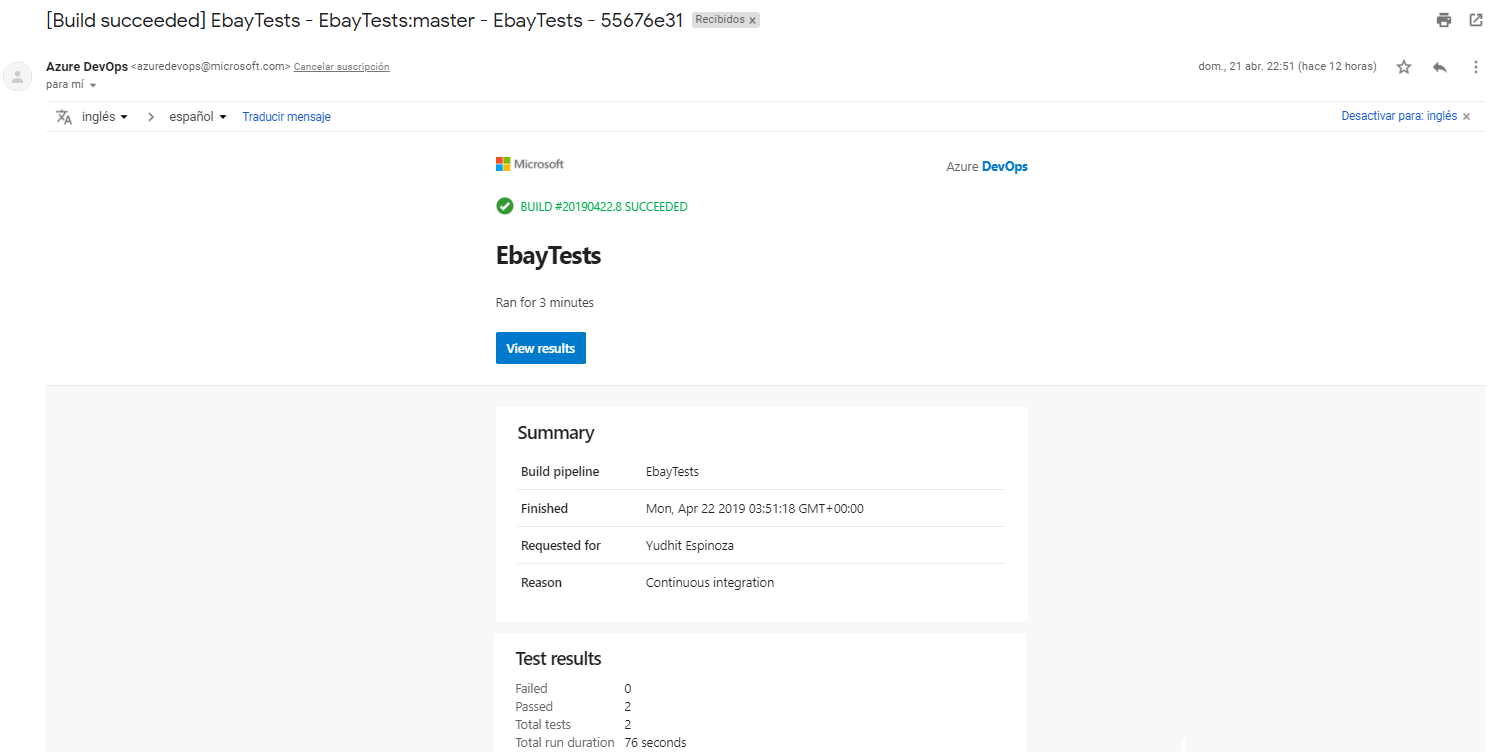 [Build succeeded] EbayTests - EbayTests:master - EbayTests - 55676e31 Recibidos x
Azure DevOps <azuredevops@microsoft.com> Cancelar suscripción
dom., 21 abr. 22:51 (hace 12 horas)
para mí
inglés > español Traducir mensaje
Desactivar para: inglés x
Microsoft
Azure DevOps
BUILD #20190422.8 SUCCEEDED
EbayTests
Ran for 3 minutes
View results
Summary
Build pipeline EbayTests
Finished Mon, Apr 22 2019 03:51:18 GMT+00:00
Requested for Yudhit Espinoza
Reason Continuous integration
Test results
Failed 0
Passed 2
Total tests 2
Total run duration 76 seconds